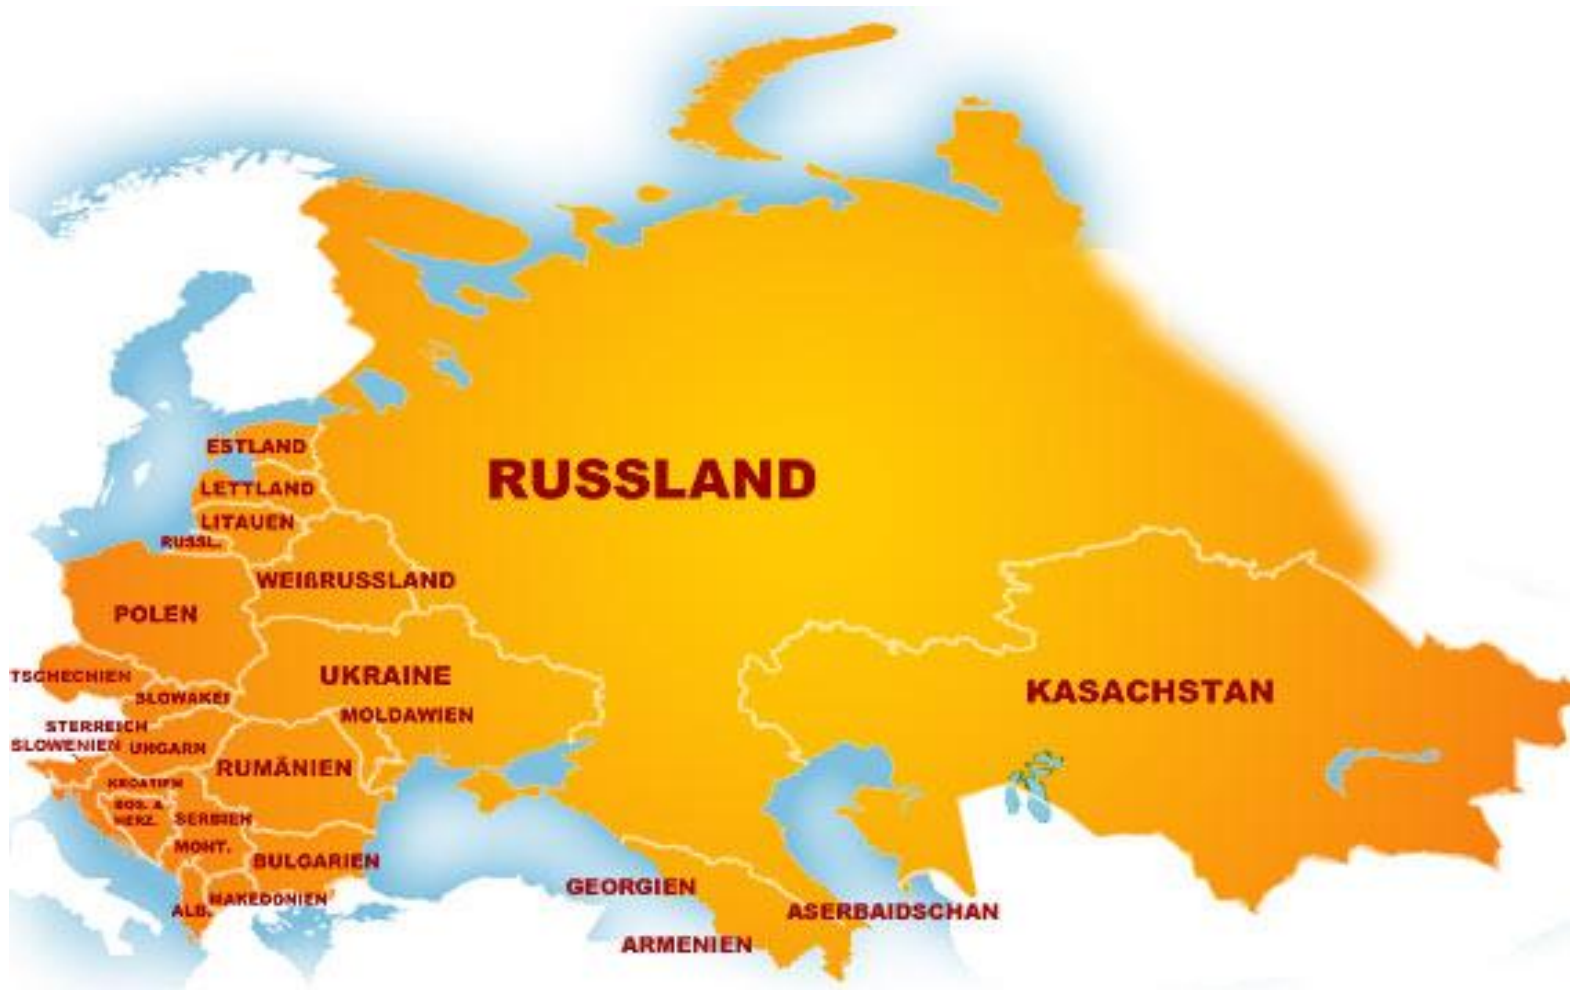 ESTLAND
LETTLAND
LITAUEN
RUSSL.
RUSSLAND
WEIßRUSSLAND
POLEN
TSCHECHIEN
SLOWAKEI
UKRAINE
KASACHSTAN
MOLDAWIEN
STERREICH
SLOWENIEN
UNGARN
RUMÄNIEN
KROATIEN
BOS. &
HERZ.
SERBIEN
MONT.
BULGARIEN
GEORGIEN
MAKEDONIEN
ALB.
ASERBAIDSCHAN
ARMENIEN